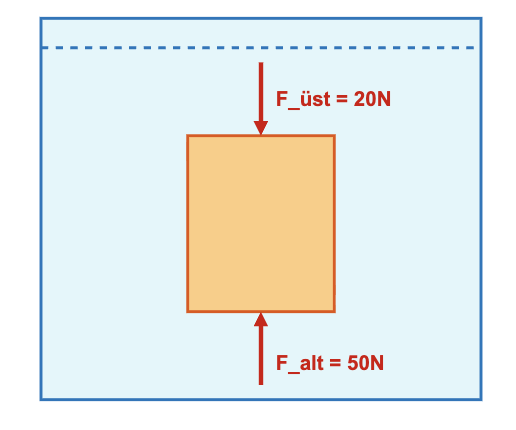 F_üst = 20N
F_alt = 50N